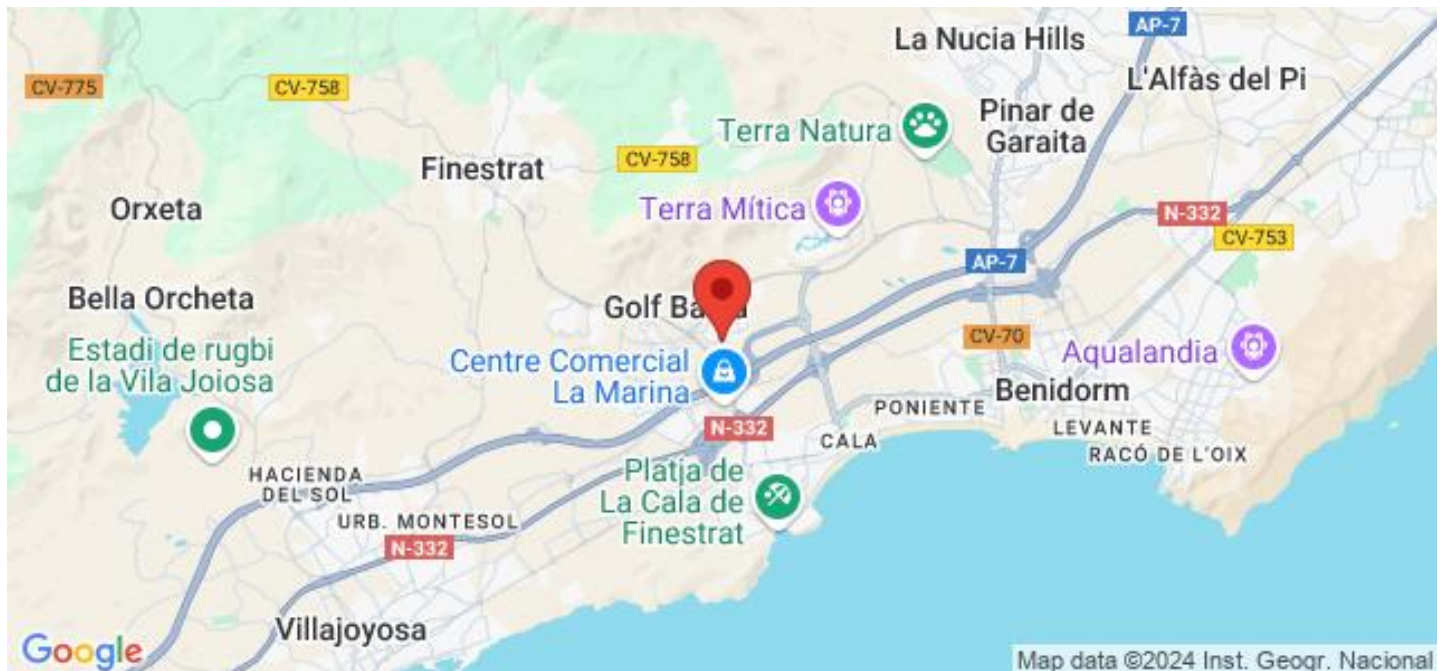 AP-7
La Nucia Hills
L'Alfàs del Pi
CV-775
CV-758
Pinar de
Garaita
Terra Natura
Finestrat
CV-758
Orxeta
Terra Mítica
N-332
CV-753
AP-7
Bella Orcheta
Golf Ba
Estadi de rugbi
de la Vila Joiosa
Centre Comercial
La Marina
CV-70
Aqualandia
Benidorm
PONIENTE
LEVANTE
N-332
CALA
RACÓ DE L'OIX
HACIENDA
DEL SOL
Platja de
La Cala de
Finestrat
URB. MONTESOL
N-332
Villajoyosa
Google
Map data ©2024 Inst. Geogr. Nacional